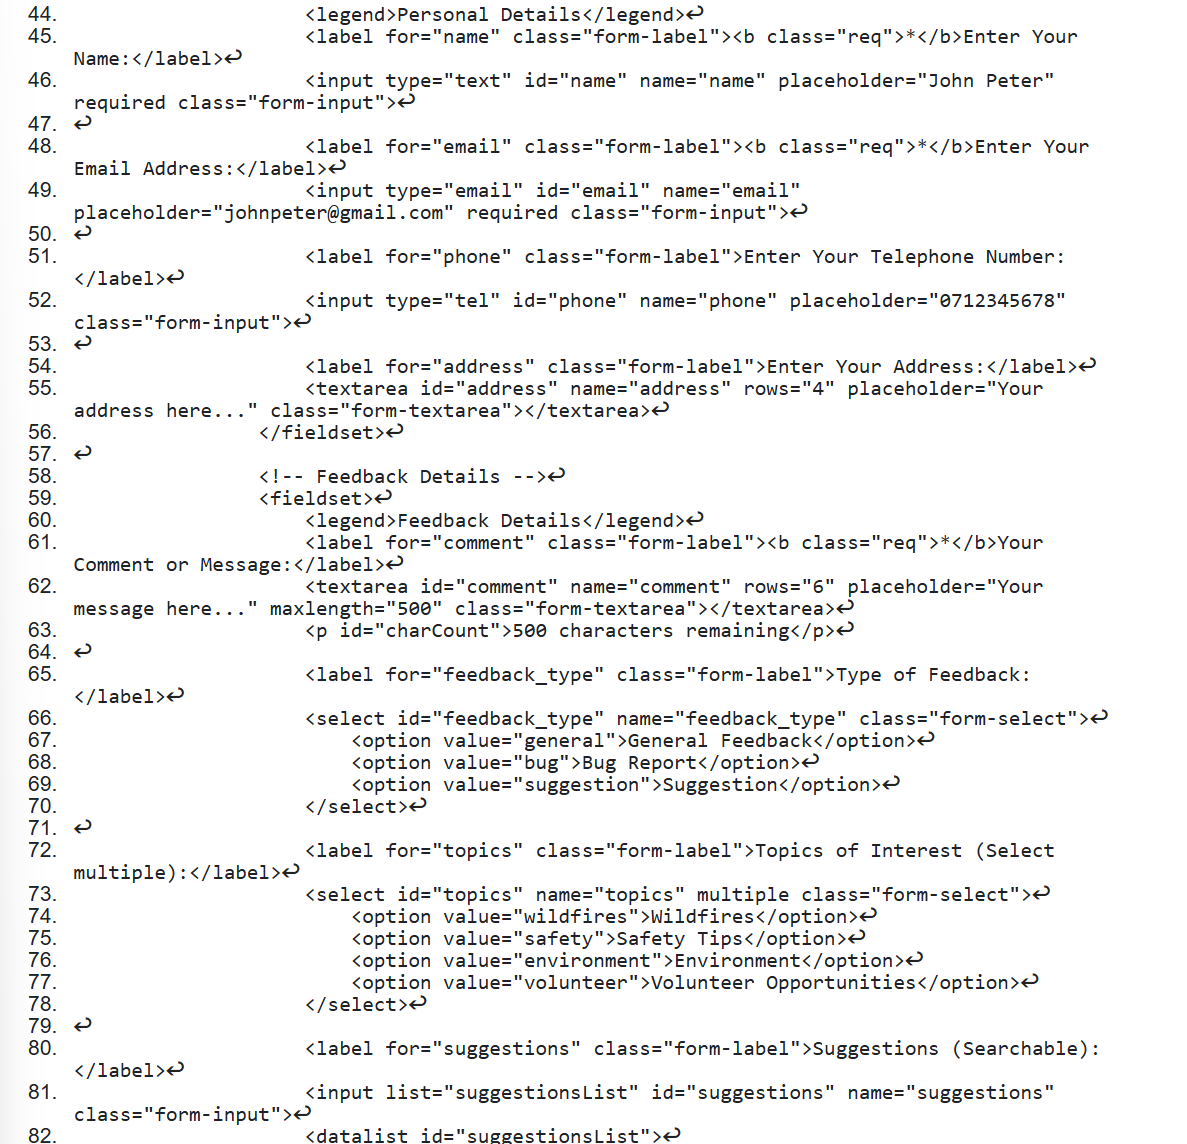 44. <legend>Personal Details</legend>↩
45. <label for="name" class="form-label"><b class="req">*</b>Enter Your
Name:</label>↩
46. <input type="text" id="name" name="name" placeholder="John Peter"
required class="form-input">↩
47. ↩
48. <label for="email" class="form-label"><b class="req">*</b>Enter Your
Email Address:</label>↩
49. <input type="email" id="email" name="email"
placeholder="johnpeter@gmail.com" required class="form-input">↩
50. ↩
51. <label for="phone" class="form-label">Enter Your Telephone Number:
</label>↩
52. <input type="tel" id="phone" name="phone" placeholder="0712345678"
class="form-input">↩
53. ↩
54. <label for="address" class="form-label">Enter Your Address:</label>↩
55. <textarea id="address" name="address" rows="4" placeholder="Your
address here..." class="form-textarea"></textarea>↩
56. </fieldset>↩
57. ↩
58. <!-- Feedback Details -->↩
59. <fieldset>↩
60. <legend>Feedback Details</legend>↩
61. <label for="comment" class="form-label"><b class="req">*</b>Your
Comment or Message:</label>↩
62. <textarea id="comment" name="comment" rows="6" placeholder="Your
message here..." maxlength="500" class="form-textarea"></textarea>↩
63. <p id="charCount">500 characters remaining</p>↩
64. ↩
65. <label for="feedback_type" class="form-label">Type of Feedback:
</label>↩
66. <select id="feedback_type" name="feedback_type" class="form-select">↩
67. <option value="general">General Feedback</option>↩
68. <option value="bug">Bug Report</option>↩
69. <option value="suggestion">Suggestion</option>↩
70. </select>↩
71. ↩
72. <label for="topics" class="form-label">Topics of Interest (Select
multiple):</label>↩
73. <select id="topics" name="topics" multiple class="form-select">↩
74. <option value="wildfires">Wildfires</option>↩
75. <option value="safety">Safety Tips</option>↩
76. <option value="environment">Environment</option>↩
77. <option value="volunteer">Volunteer Opportunities</option>↩
78. </select>↩
79. ↩
80. <label for="suggestions" class="form-label">Suggestions (Searchable):
</label>↩
81. <input list="suggestionsList" id="suggestions" name="suggestions"
class="form-input">↩
82. <datalist id="suggestionsList">↩